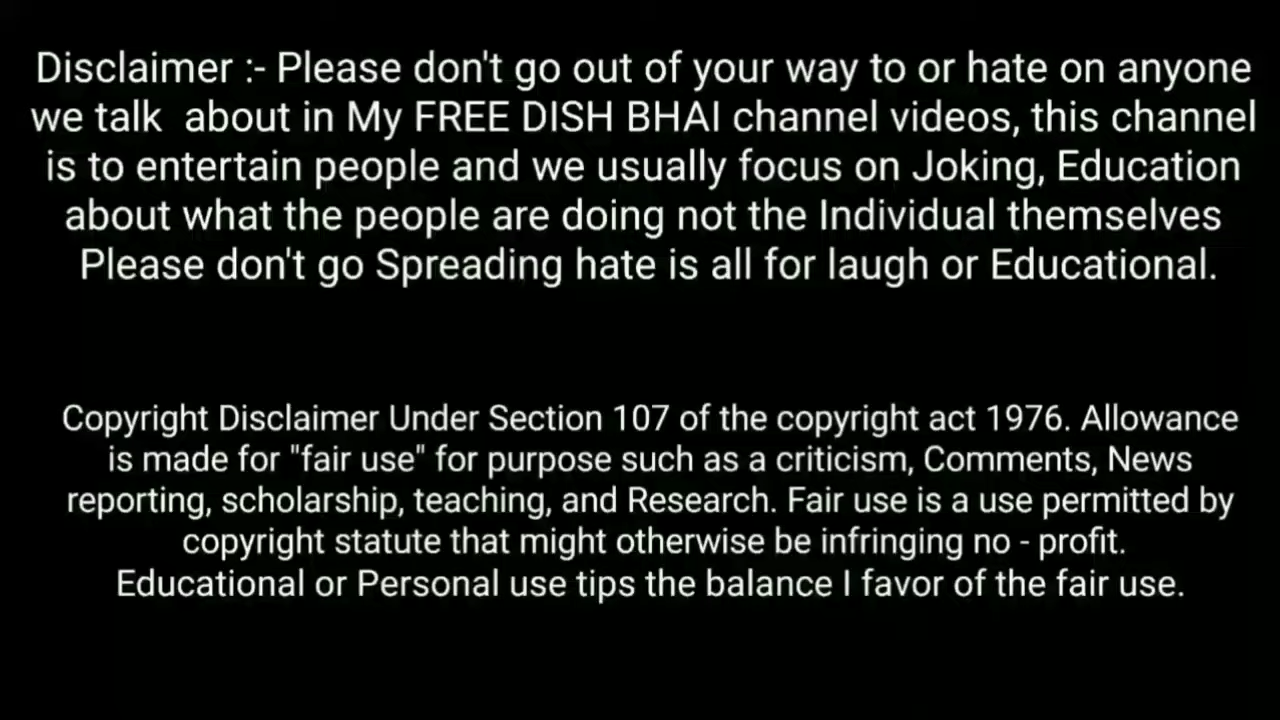 Disclaimer :- Please don't go out of your way to or hate on anyone
we talk  about in My FREE DISH BHAI channel videos, this channel
is to entertain people and we usually focus on Joking, Education
about what the people are doing not the Individual themselves
Please don't go Spreading hate is all for laugh or Educational.
Copyright Disclaimer Under Section 107 of the copyright act 1976. Allowance
is made for "fair use" for purpose such as a criticism, Comments, News
reporting, scholarship, teaching, and Research. Fair use is a use permitted by
copyright statute that might otherwise be infringing no - profit.
Educational or Personal use tips the balance I favor of the fair use.